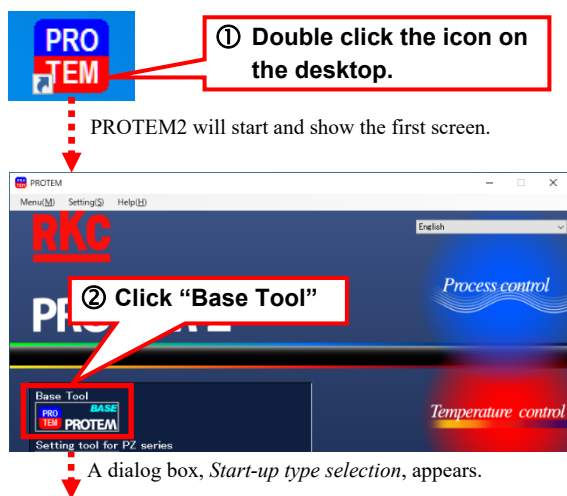 PRO
TEM
① Double click the icon on
the desktop.
PROTEM2 will start and show the first screen.
PROTEM
Menu(M) Setting(S) Help(H)
RKC
English
Process control
② Click “Base Tool”
Base Tool
PRO
TEM
BASE
PROTEM
Temperature control
Setting tool for PZ series
A dialog box, Start-up type selection, appears.